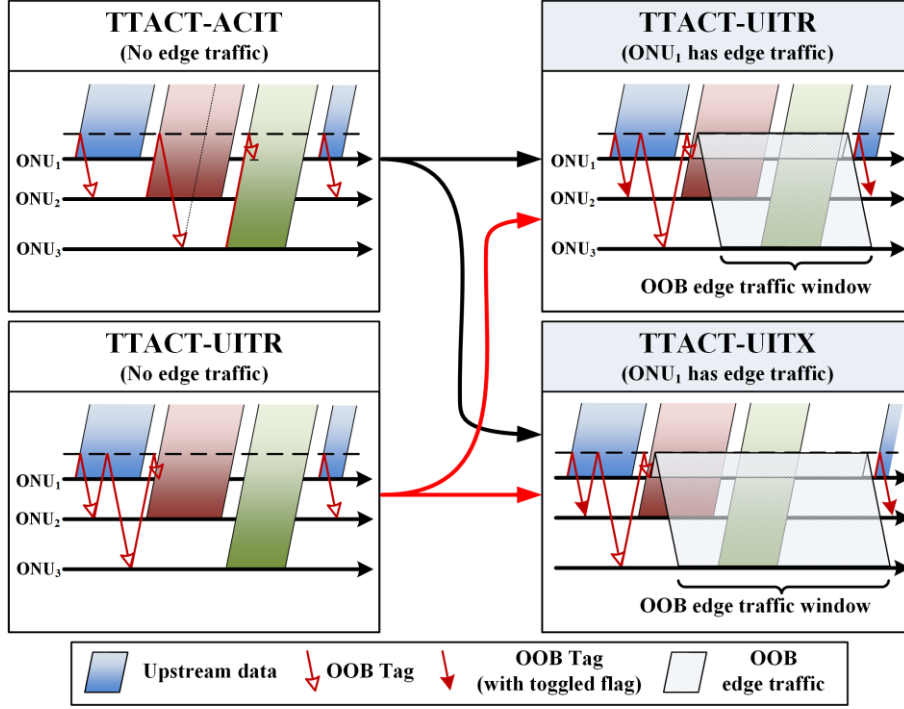 TTACT-ACIT
(No edge traffic)
ONU1
ONU2
ONU3
TTACT-UITR
(ONU1 has edge traffic)
ONU1
ONU2
ONU3
OOB edge traffic window
TTACT-UITR
(No edge traffic)
ONU1
ONU2
ONU3
TTACT-UITX
(ONU1 has edge traffic)
ONU1
ONU2
ONU3
OOB edge traffic window
Upstream data
OOB Tag
OOB Tag
(with toggled flag)
OOB
edge traffic